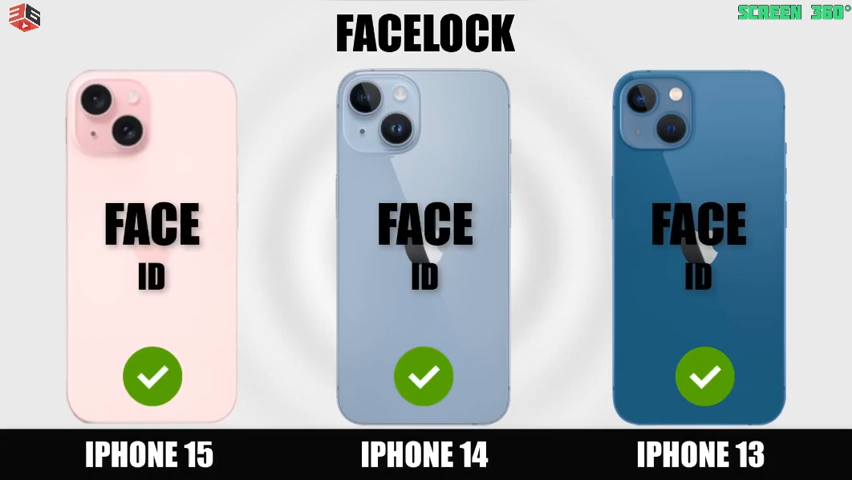 SCREEN 360°
FACELOCK
FACE
ID
FACE
ID
FACE
ID
IPHONE 15
IPHONE 14
IPHONE 13